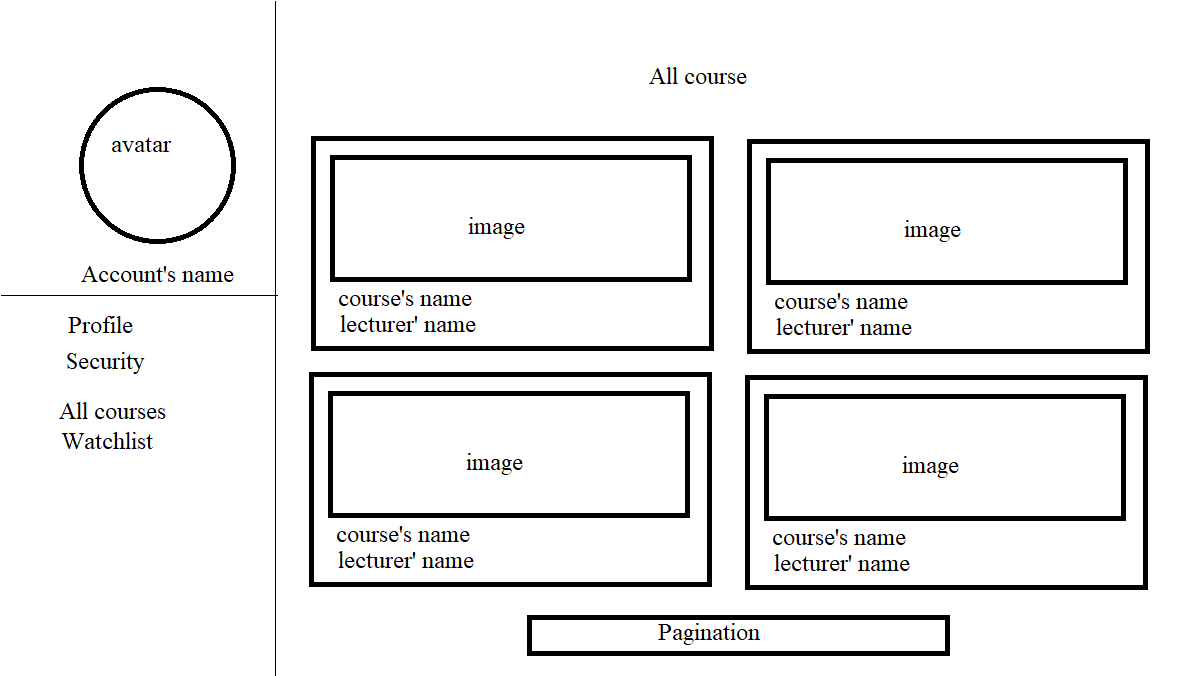 avatar
Account's name
Profile
Security
All courses
Watchlist
All course
image
course's name
lecturer' name
image
course's name
lecturer' name
image
course's name
lecturer' name
image
course's name
lecturer' name
Pagination